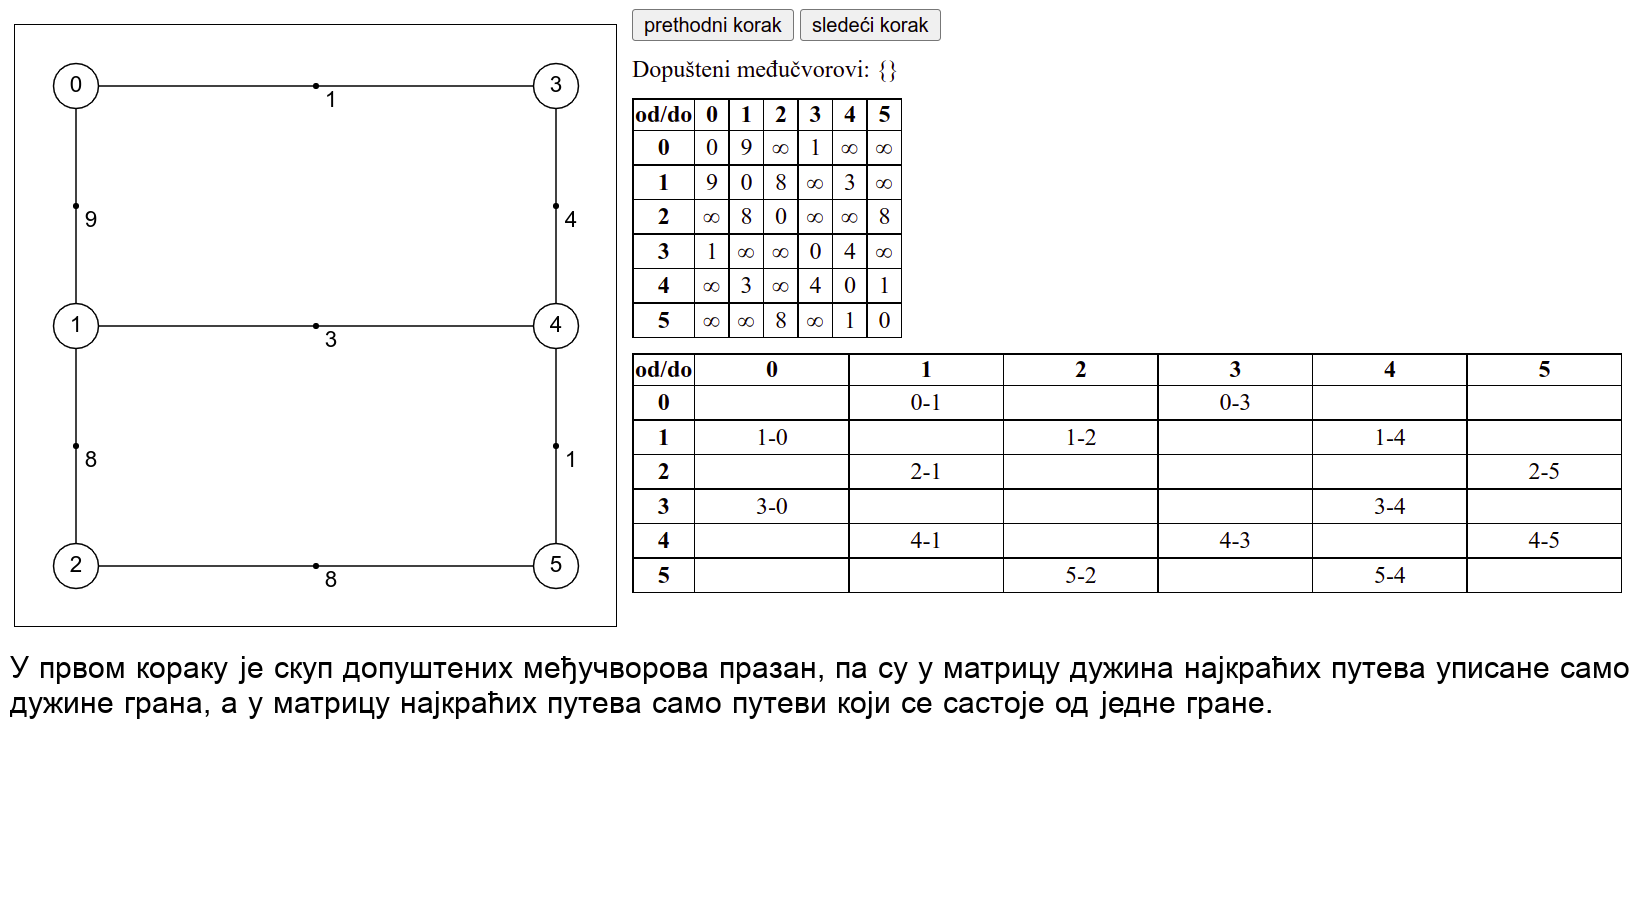 prethodni korak sledeći korak
Dopušteni međučvorovi: {}
0 3
1
9 4
1 4
3
8 1
2 5
8
od/do 0 1 2 3 4 5
0 0 9 ∞ 1 ∞ ∞
1 9 0 8 ∞ 3 ∞
2 ∞ 8 0 ∞ ∞ 8
3 1 ∞ ∞ 0 4 ∞
4 ∞ 3 ∞ 4 0 1
5 ∞ ∞ 8 ∞ 1 0
od/do 0 1 2 3 4 5
0 0-1 0-3
1 1-0 1-2 1-4
2 2-1 2-5
3 3-0 3-4
4 4-1 4-3 4-5
5 5-2 5-4
У првом кораку је скуп допуштених међучворова празан, па су у матрицу дужина најкраћих путева уписане само
дужине грана, а у матрицу најкраћих путева само путеви који се састоје од једне гране.